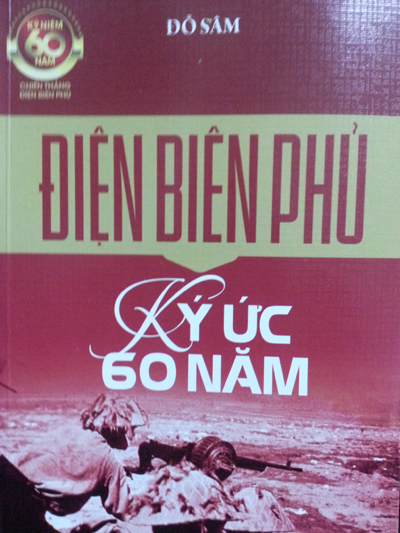 KỶ NIỆM
60
NĂM
CHIẾN THẮNG
ĐIỆN BIÊN PHỦ
ĐỖ SÂM
ĐIỆN BIÊN PHỦ
KÝ ỨC
60 NĂM